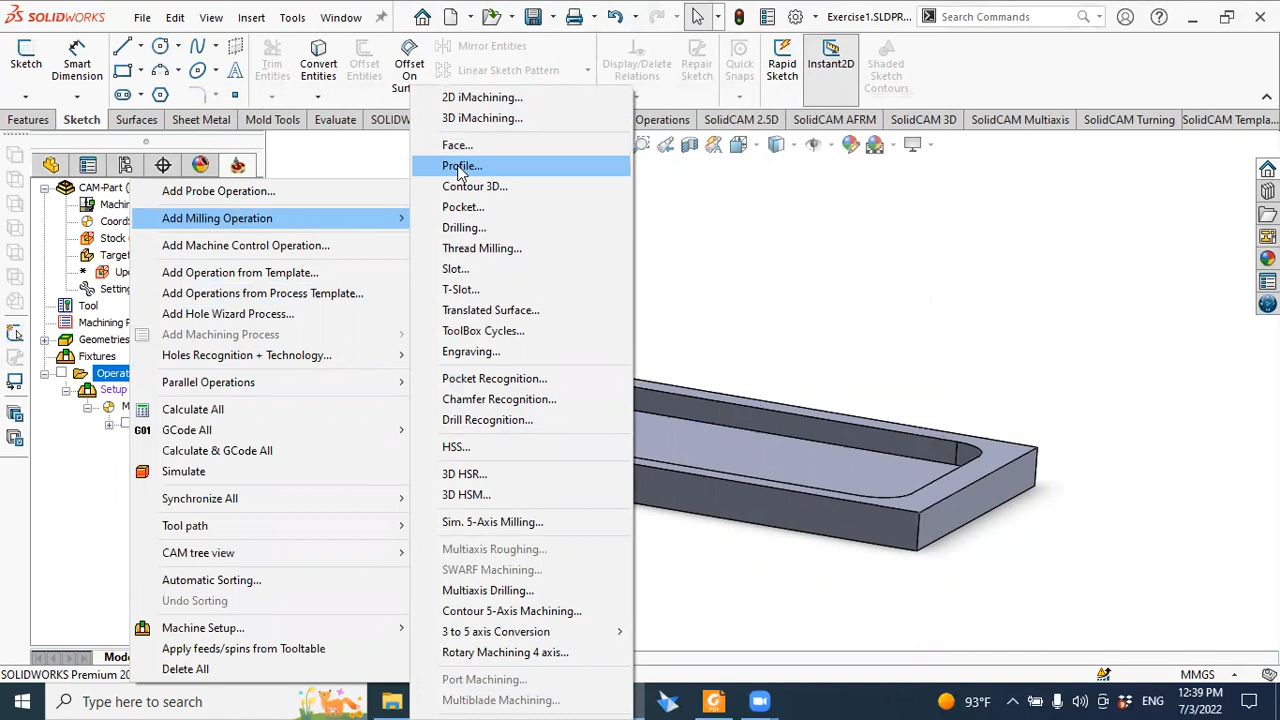 File Edit View Insert Tools Window Exercise1.SLDPR... Search Commands
Sketch Smart Dimension Trim Entities Convert Entities Offset Entities Offset On Surf Mirror Entities Linear Sketch Pattern Display/Delete Relations Repair Sketch Quick Snaps Rapid Sketch Instant2D Shaded Sketch Contours
Features Sketch Surfaces Sheet Metal Mold Tools Evaluate SOLIDW Operations SolidCAM 2.5D SolidCAM AFRM SolidCAM 3D SolidCAM Multiaxis SolidCAM Turning SolidCAM Templa...
CAM-Part (
Machin
Coord
Stock
Target
Up
Setting
Tool
Machining P
Geometries
Fixtures
Operat
Setup
M
Add Probe Operation...
Add Milling Operation
Add Machine Control Operation...
Add Operation from Template...
Add Operations from Process Template...
Add Hole Wizard Process...
Add Machining Process
Holes Recognition + Technology...
Parallel Operations
Calculate All
G01 GCode All
Calculate & GCode All
Simulate
Synchronize All
Tool path
CAM tree view
Automatic Sorting...
Undo Sorting
Machine Setup...
Apply feeds/spins from Tooltable
Delete All
2D iMachining...
3D iMachining...
Face...
Profile...
Contour 3D...
Pocket...
Drilling...
Thread Milling...
Slot...
T-Slot...
Translated Surface...
ToolBox Cycles...
Engraving...
Pocket Recognition...
Chamfer Recognition...
Drill Recognition...
HSS...
3D HSR...
3D HSM...
Sim. 5-Axis Milling...
Multiaxis Roughing...
SWARF Machining...
Multiaxis Drilling...
Contour 5-Axis Machining...
3 to 5 axis Conversion
Rotary Machining 4 axis...
Port Machining...
Multiblade Machining...
Mode
SOLIDWORKS Premium 20
MMGS
Type here to search
93°F ENG 12:39 PM
7/3/2022